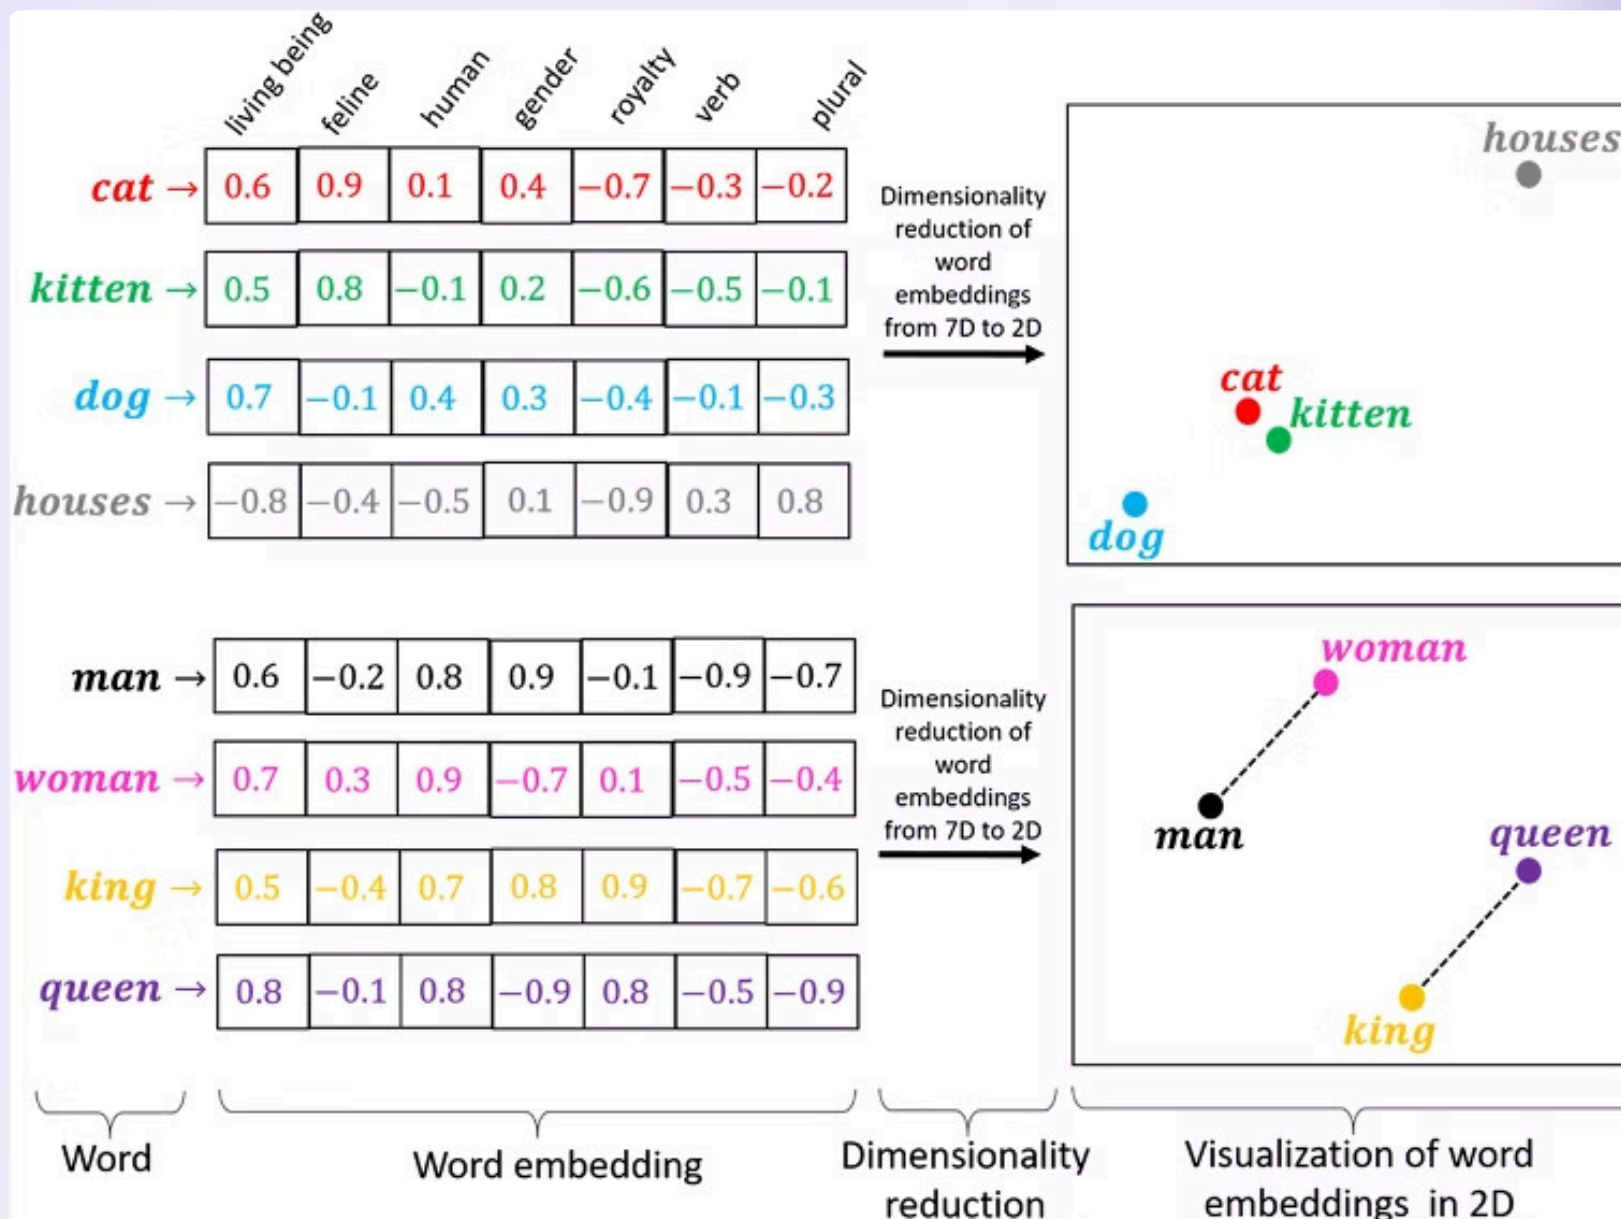 living being feline human gender royalty verb plural
cat → 0.6 0.9 0.1 0.4 −0.7 −0.3 −0.2
kitten → 0.5 0.8 −0.1 0.2 −0.6 −0.5 −0.1
dog → 0.7 −0.1 0.4 0.3 −0.4 −0.1 −0.3
houses → −0.8 −0.4 −0.5 0.1 −0.9 0.3 0.8
Dimensionality
reduction of
word
embeddings
from 7D to 2D
houses
cat
kitten
dog
man → 0.6 −0.2 0.8 0.9 −0.1 −0.9 −0.7
woman → 0.7 0.3 0.9 −0.7 0.1 −0.5 −0.4
king → 0.5 −0.4 0.7 0.8 0.9 −0.7 −0.6
queen → 0.8 −0.1 0.8 −0.9 0.8 −0.5 −0.9
Dimensionality
reduction of
word
embeddings
from 7D to 2D
woman
man
queen
king
Word
Word embedding
Dimensionality
reduction
Visualization of word
embeddings in 2D